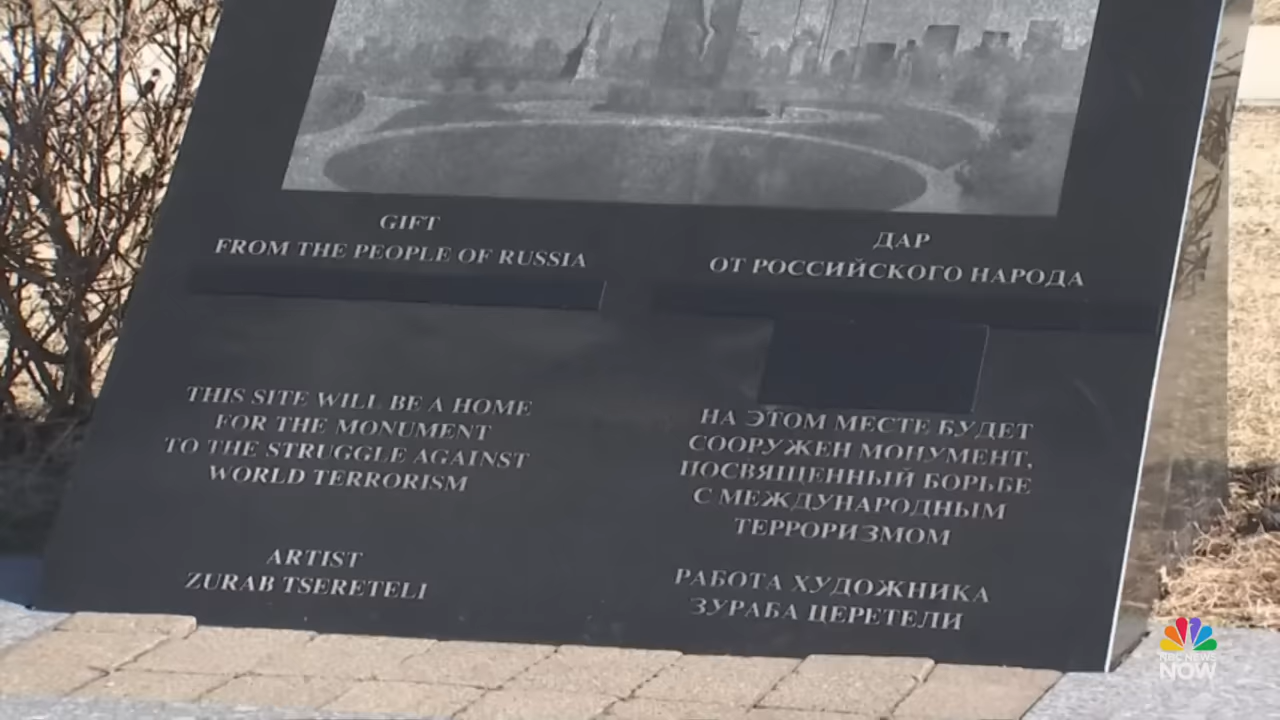 GIFT
FROM THE PEOPLE OF RUSSIA
THIS SITE WILL BE A HOME
FOR THE MONUMENT
TO THE STRUGGLE AGAINST
WORLD TERRORISM
ARTIST
ZURAB TSERETELI
ДАР
ОТ РОССИЙСКОГО НАРОДА
НА ЭТОМ МЕСТЕ БУДЕТ
СООРУЖЕН МОНУМЕНТ,
ПОСВЯЩЕННЫЙ БОРЬБЕ
С МЕЖДУНАРОДНЫМ
ТЕРРОРИЗМОМ
РАБОТА ХУДОЖНИКА
ЗУРАБА ЦЕРЕТЕЛИ
NBC NEWS
NOW